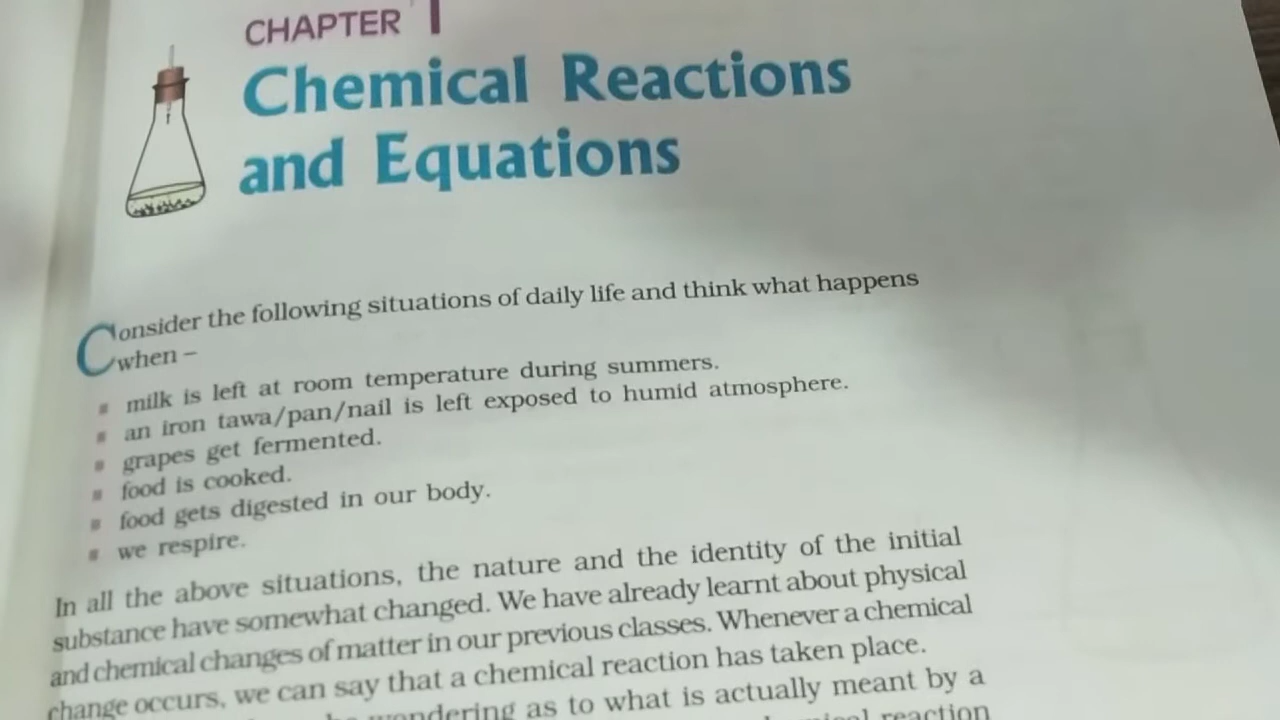 CHAPTER 1
Chemical Reactions
and Equations
Consider the following situations of daily life and think what happens
when –
milk is left at room temperature during summers.
an iron tawa/pan/nail is left exposed to humid atmosphere.
grapes get fermented.
food is cooked.
food gets digested in our body.
we respire.
In all the above situations, the nature and the identity of the initial
substance have somewhat changed. We have already learnt about physical
and chemical changes of matter in our previous classes. Whenever a chemical
change occurs, we can say that a chemical reaction has taken place.
wondering as to what is actually meant by a
reaction